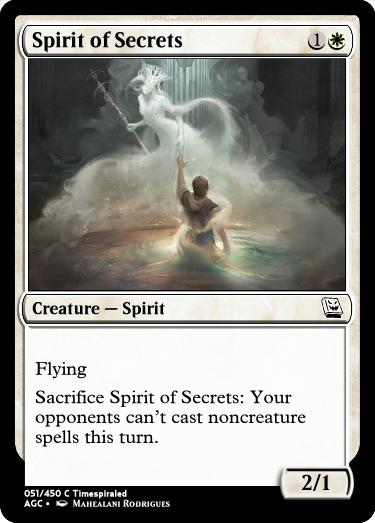 Spirit of Secrets 1
Creature — Spirit
Flying
Sacrifice Spirit of Secrets: Your
opponents can't cast noncreature
spells this turn.
2/1
051/450 C Timespiraled
AGC • Mahealani Rodrigues